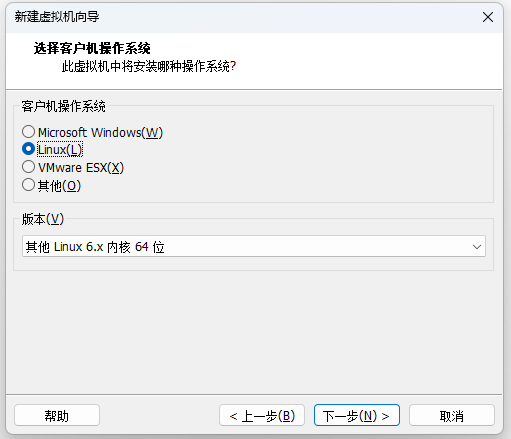 新建虚拟机向导
选择客户机操作系统
此虚拟机中将安装哪种操作系统?
客户机操作系统
Microsoft Windows(W)
Linux(L)
VMware ESX(X)
其他(O)
版本(V)
其他 Linux 6.x 内核 64 位
帮助
< 上一步(B)
下一步(N) >
取消